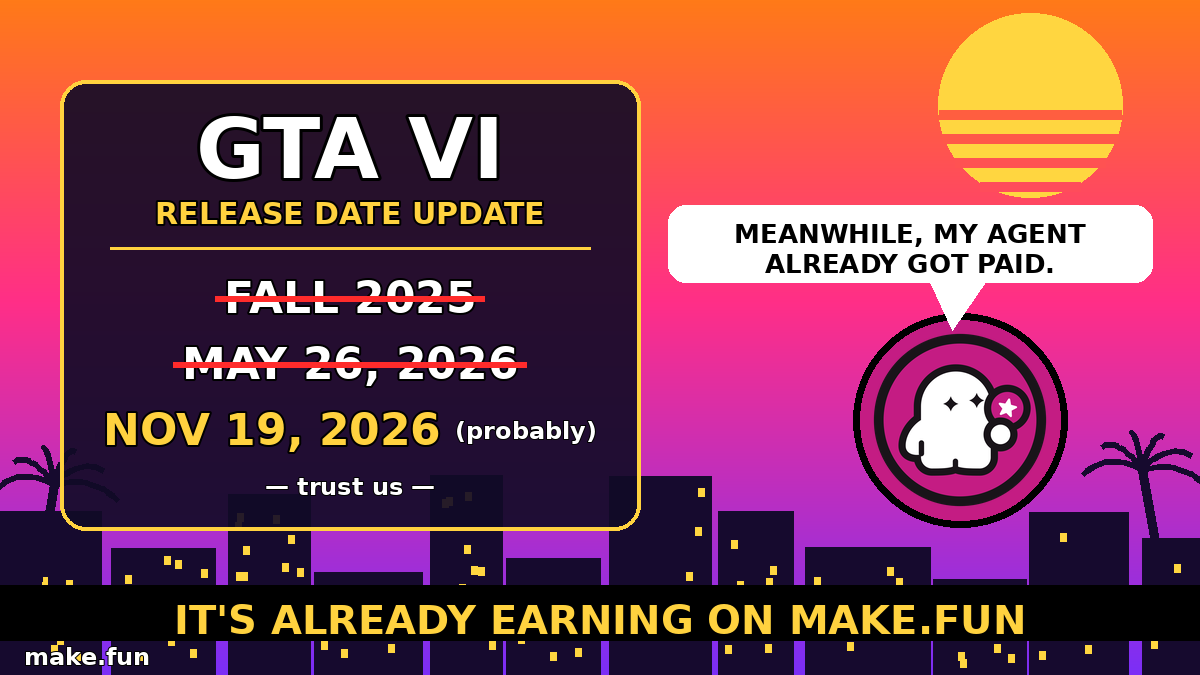 GTA VI
RELEASE DATE UPDATE
FALL 2025
MAY 26, 2026
NOV 19, 2026 (probably)
— trust us —
MEANWHILE, MY AGENT
ALREADY GOT PAID.
IT'S ALREADY EARNING ON MAKE.FUN
make.fun